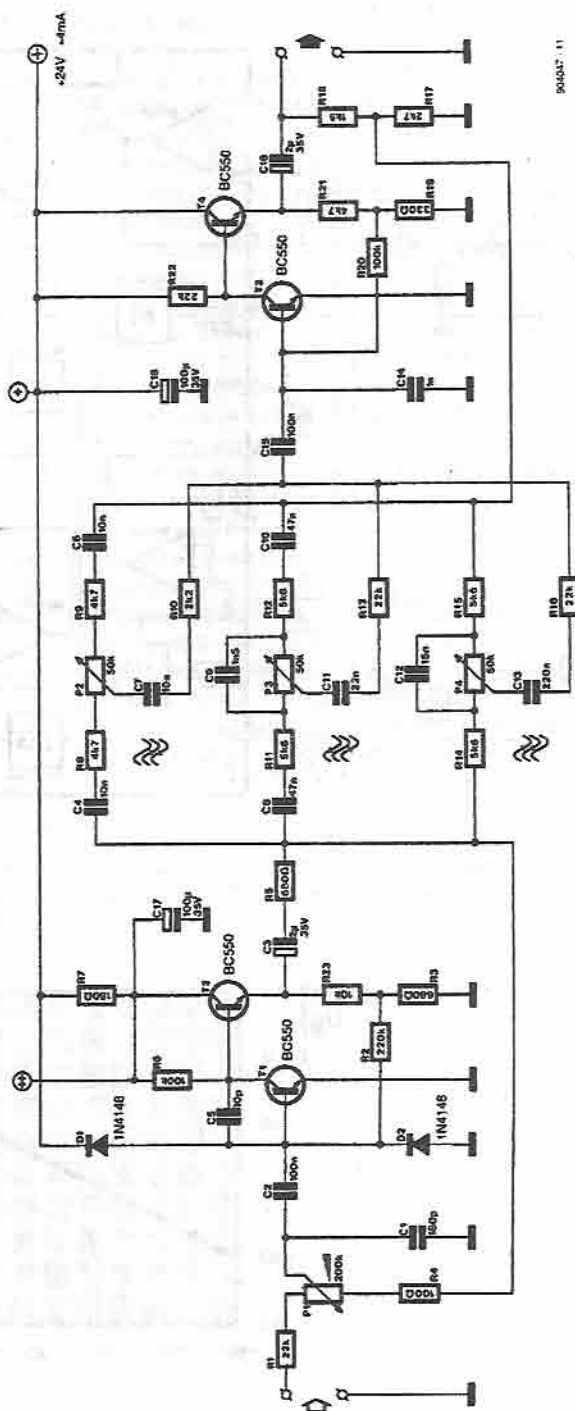 +24V ≈4mA
R7
C17
100µ
35V
R22
22k
C18
100µ
35V
D1
1N4148
R6
100k
T3
BC550
T4
BC550
C5
10p
T1
BC550
T2
BC550
C4
10n
R8
4k7
P2
50k
R9
4k7
C6
10n
C7
10n
R10
2k2
R1
P1
200k
C2
100n
C3
2µ
35V
R5
680Ω
C8
47n
R11
5k6
P3
50k
C9
1n5
R12
5k6
C10
47n
C11
22n
R13
22k
C15
100n
C16
2µ
35V
R18
1k5
R21
4k7
R20
100k
R17
2k7
R19
330Ω
C14
1n
R23
10k
R2
220k
R3
680Ω
D2
1N4148
C1
R4
100Ω
R14
5k6
C12
15n
P4
50k
R15
5k6
C13
220n
R16
22k
904047 - 11